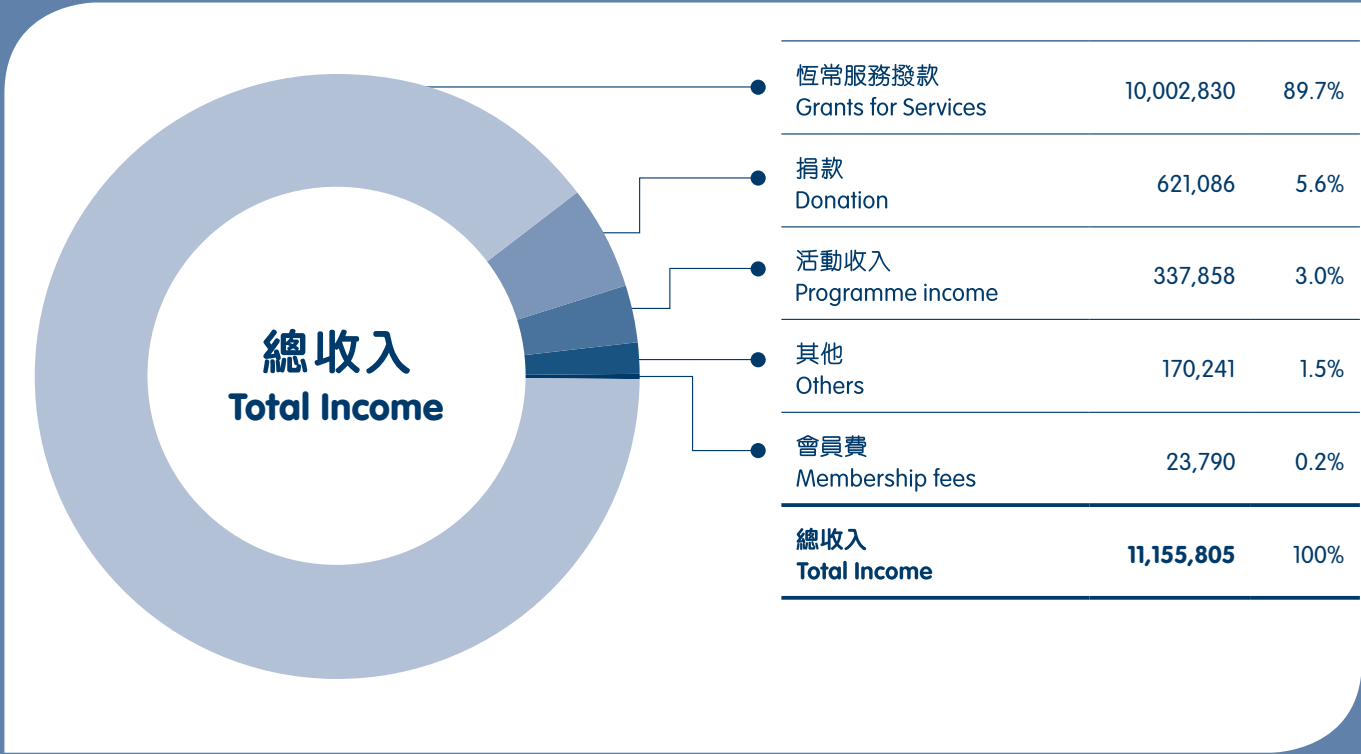 總收入
Total Income
恆常服務撥款
Grants for Services
10,002,830
89.7%
捐款
Donation
621,086
5.6%
活動收入
Programme income
337,858
3.0%
其他
Others
170,241
1.5%
會員費
Membership fees
23,790
0.2%
總收入
Total Income
11,155,805
100%